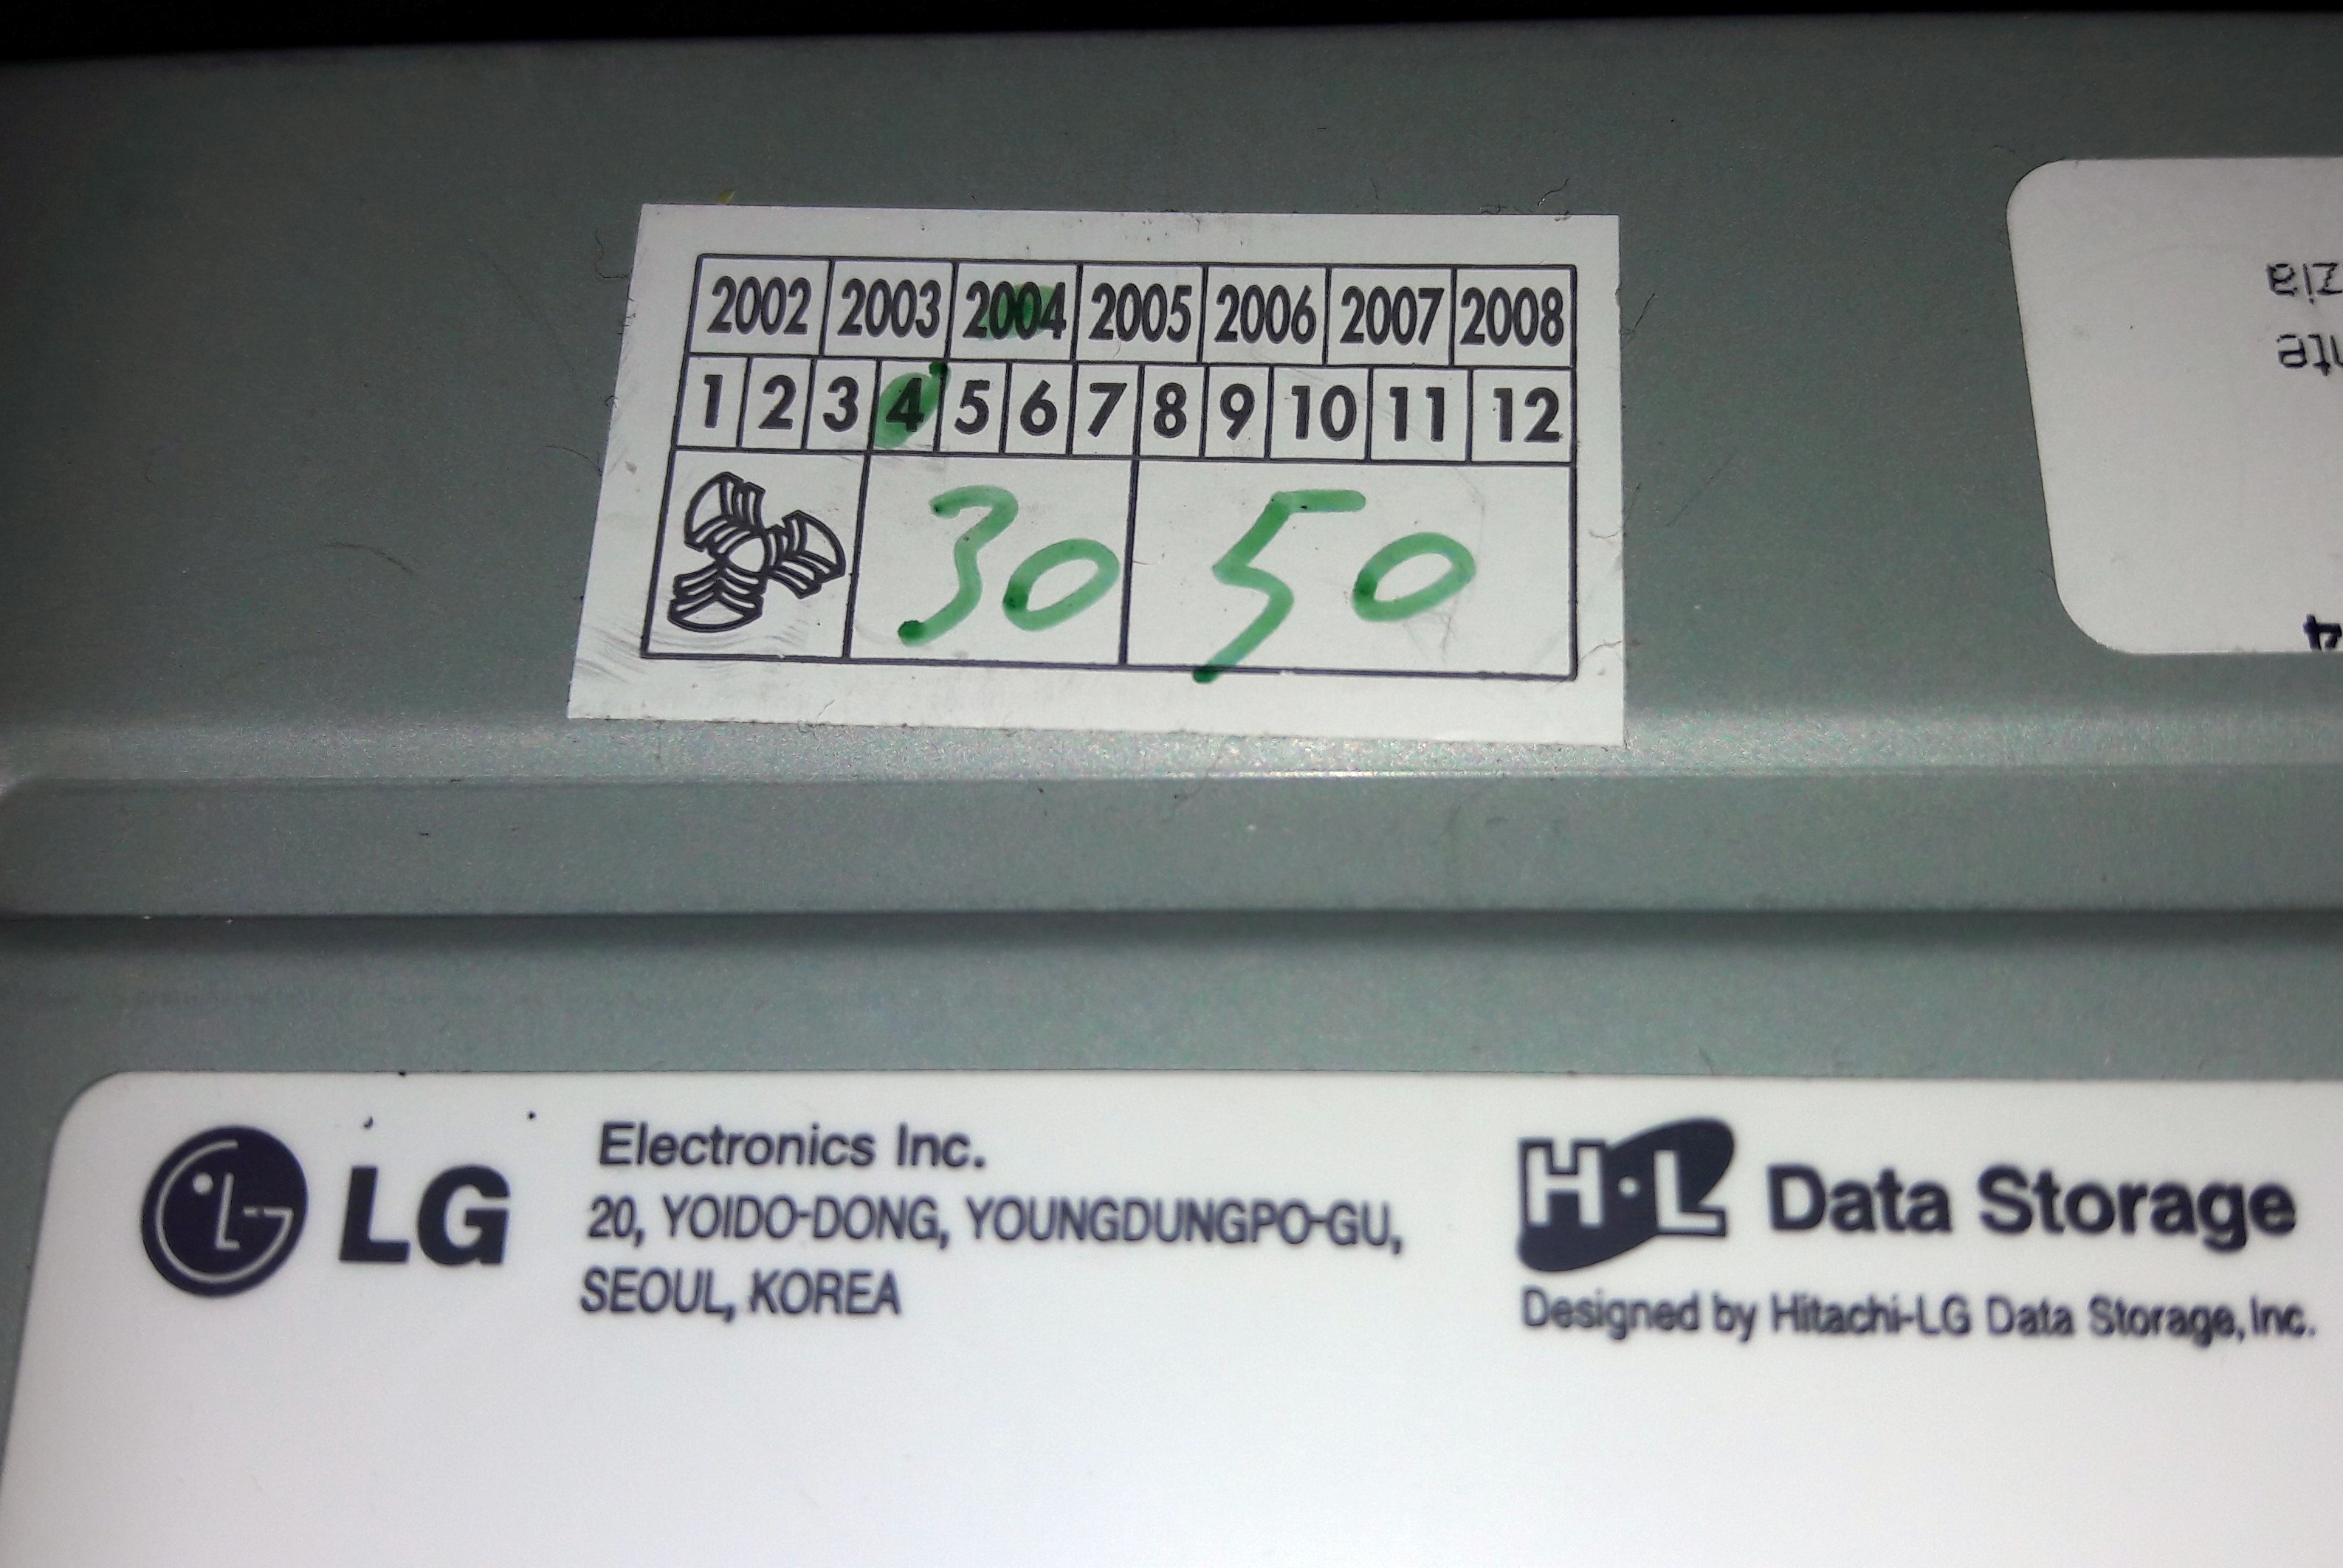 2002 2003 2004 2005 2006 2007 2008
1 2 3 4 5 6 7 8 9 10 11 12
30 50
zia
4
LG
Electronics Inc.
20, YOIDO-DONG, YOUNGDUNGPO-GU,
SEOUL, KOREA
H·L Data Storage
Designed by Hitachi-LG Data Storage, Inc.